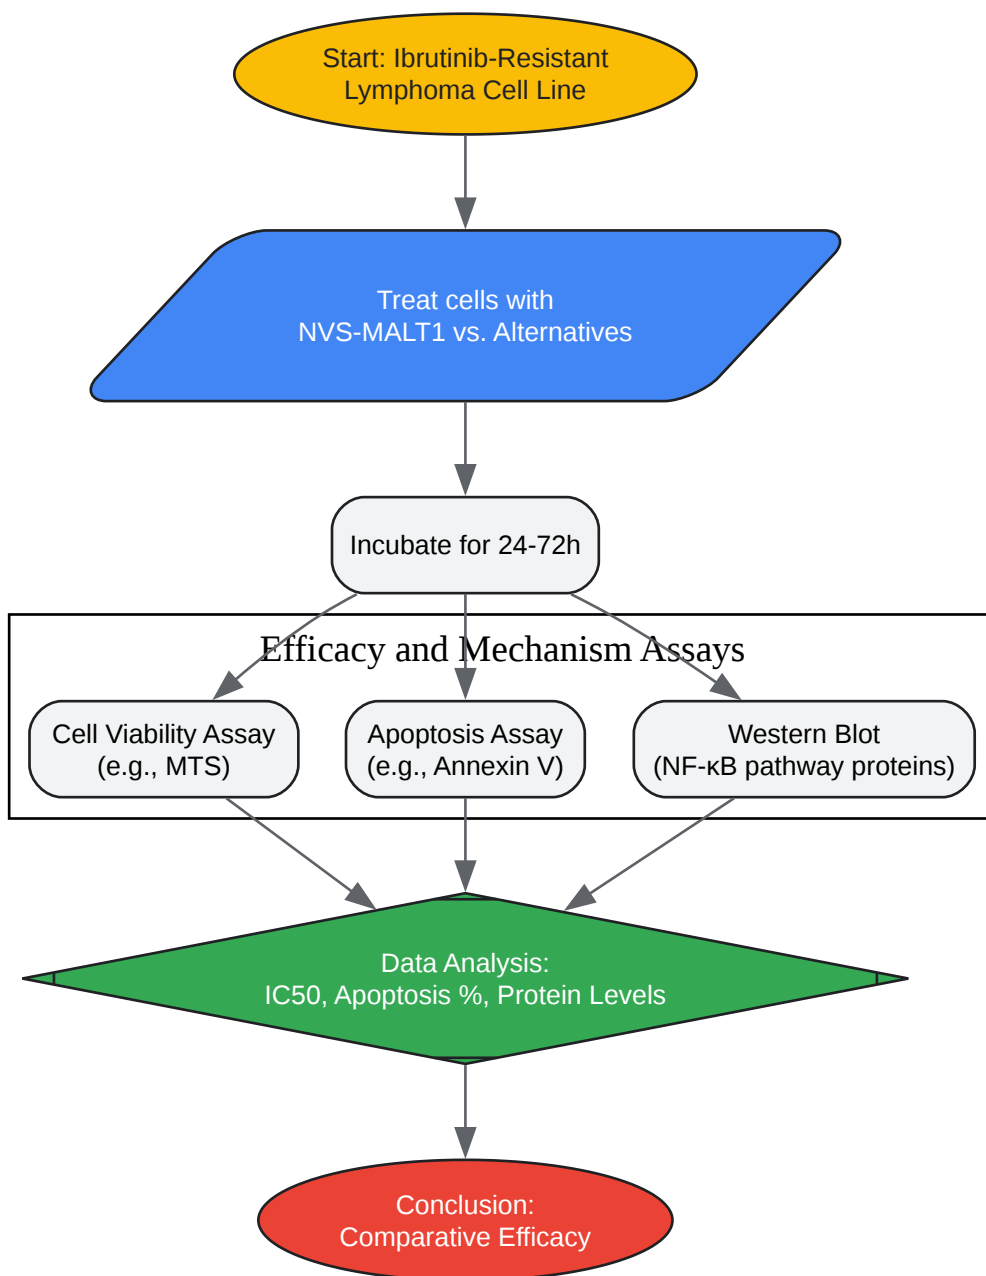 Start: Ibrutinib-Resistant
Lymphoma Cell Line
Treat cells with
NVS-MALT1 vs. Alternatives
Incubate for 24-72h
Efficacy and Mechanism Assays
Cell Viability Assay
(e.g., MTS)
Apoptosis Assay
(e.g., Annexin V)
Western Blot
(NF-κB pathway proteins)
Data Analysis:
IC50, Apoptosis %, Protein Levels
Conclusion:
Comparative Efficacy